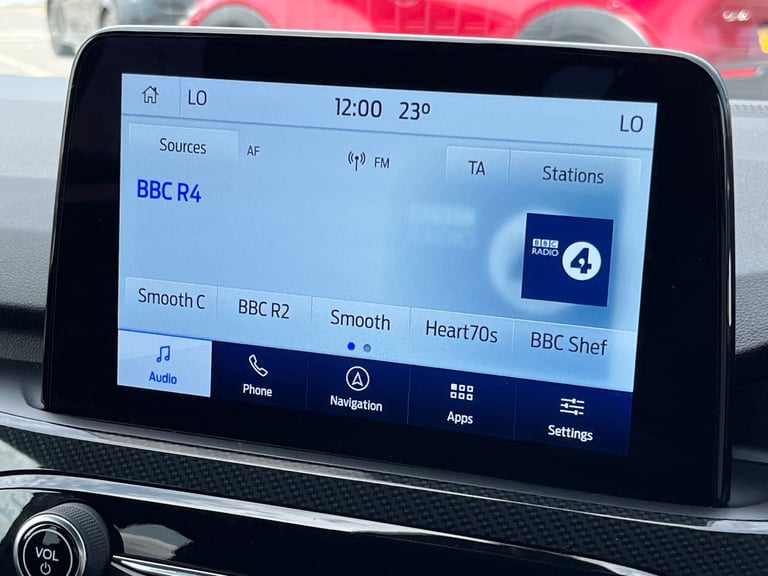 LO 12:00 23º LO
Sources AF FM TA Stations
BBC R4
BBC RADIO 4
Smooth C BBC R2 Smooth Heart70s BBC Shef
Audio Phone Navigation Apps Settings
VOL